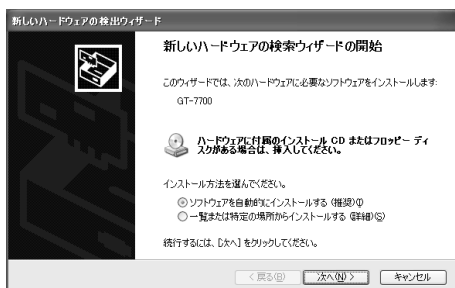 新しいハードウェアの検出ウィザード
新しいハードウェアの検索ウィザードの開始
このウィザードでは、次のハードウェアに必要なソフトウェアをインストールします:
GT-7700
ハードウェアに付属のインストール CD またはフロッピー ディ
スクがある場合は、挿入してください。
インストール方法を選んでください。
ソフトウェアを自動的にインストールする (推奨)(I)
一覧または特定の場所からインストールする (詳細)(S)
続行するには、[次へ] をクリックしてください。
< 戻る(B) 次へ(N) > キャンセル